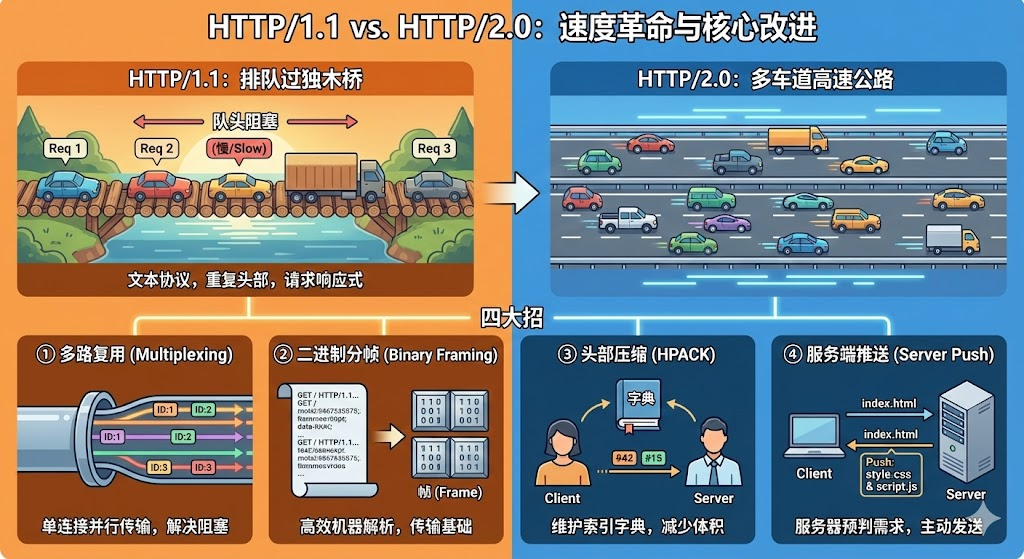 HTTP/1.1 vs. HTTP/2.0：速度革命与核心改进
HTTP/1.1：排队过独木桥
队头阻塞
Req 1
Req 2
(慢/Slow)
Req 3
文本协议，重复头部，请求响应式
HTTP/2.0：多车道高速公路
四大招
① 多路复用 (Multiplexing)
ID:1
ID:2
ID:1
ID:2
ID:3
ID:3
单连接并行传输，解决阻塞
② 二进制分帧 (Binary Framing)
GET / HTTP/1.1...
GET /
...
GET / HTTP/1.1...
...
帧 (Frame)
高效机器解析，传输基础
③ 头部压缩 (HPACK)
字典
#42
#15
Client
Server
维护索引字典，减少体积
④ 服务端推送 (Server Push)
index.html
index.html
Push:
style.css
& script.js
Client
Server
服务器预判需求，主动发送